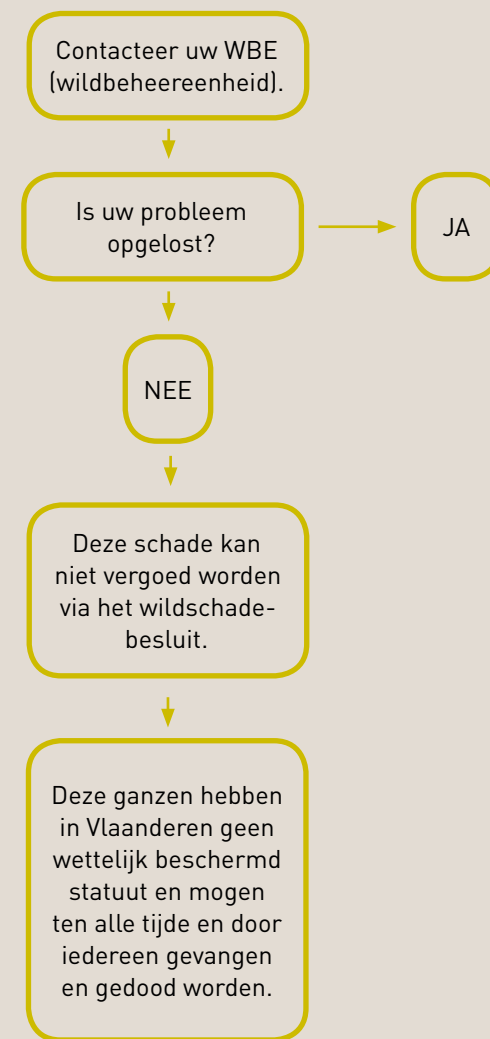 Contacteer uw WBE
(wildbeheereenheid).
Is uw probleem
opgelost?
JA
NEE
Deze schade kan
niet vergoed worden
via het wildschade-
besluit.
Deze ganzen hebben
in Vlaanderen geen
wettelijk beschermd
statuut en mogen
ten alle tijde en door
iedereen gevangen
en gedood worden.